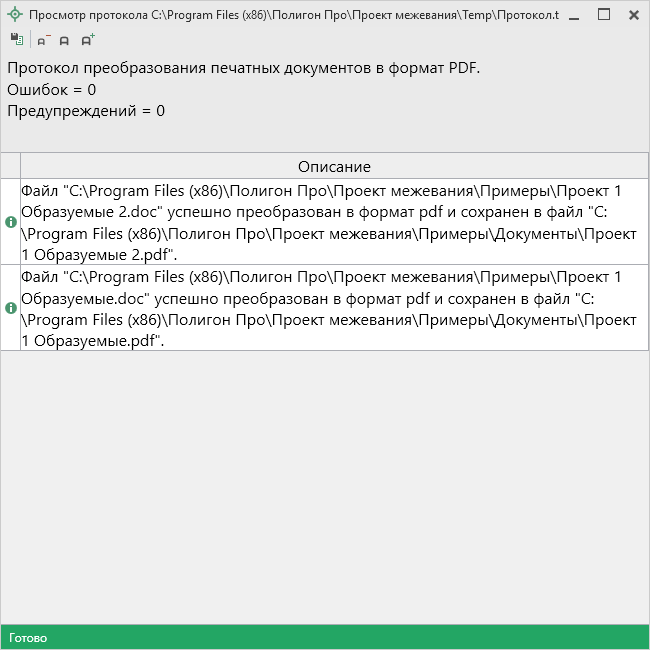 Просмотр протокола C:\Program Files (x86)\Полигон Про\Проект межевания\Temp\Протокол.t
Протокол преобразования печатных документов в формат PDF.
Ошибок = 0
Предупреждений = 0
Описание
Файл "C:\Program Files (x86)\Полигон Про\Проект межевания\Примеры\Проект 1
Образуемые 2.doc" успешно преобразован в формат pdf и сохранен в файл "C:
\Program Files (x86)\Полигон Про\Проект межевания\Примеры\Документы\Проект
1 Образуемые 2.pdf".
Файл "C:\Program Files (x86)\Полигон Про\Проект межевания\Примеры\Проект 1
Образуемые.doc" успешно преобразован в формат pdf и сохранен в файл "C:
\Program Files (x86)\Полигон Про\Проект межевания\Примеры\Документы\Проект
1 Образуемые.pdf".
Готово